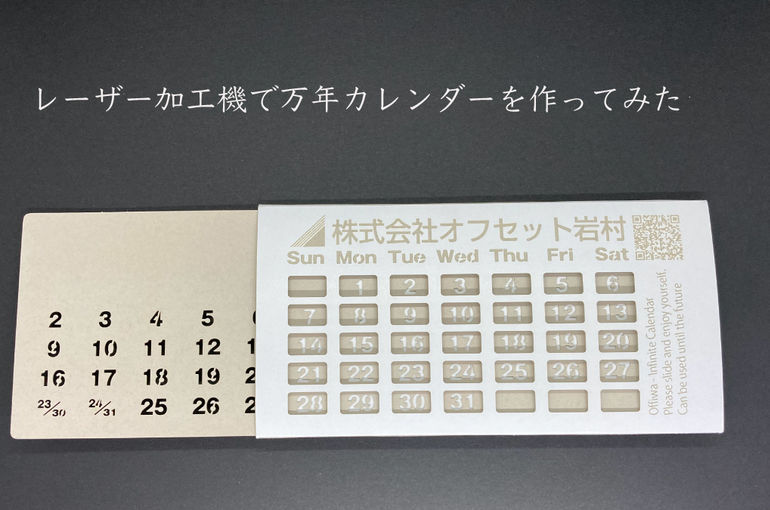 レーザー加工機で万年カレンダーを作ってみた
株式会社オフセット岩村
Sun Mon Tue Wed Thu Fri Sat
1 2 3 4 5 6
7 8 9 10 11 12 13
14 15 16 17 18 19 20
21 22 23 24 25 26 27
28 29 30 31
2 3 4 5
9 10 11 12
16 17 18 19
23/30 24/31 25 26
Offiwa - Infinite Calendar
Please slide and enjoy yourself.
Can be used until the future